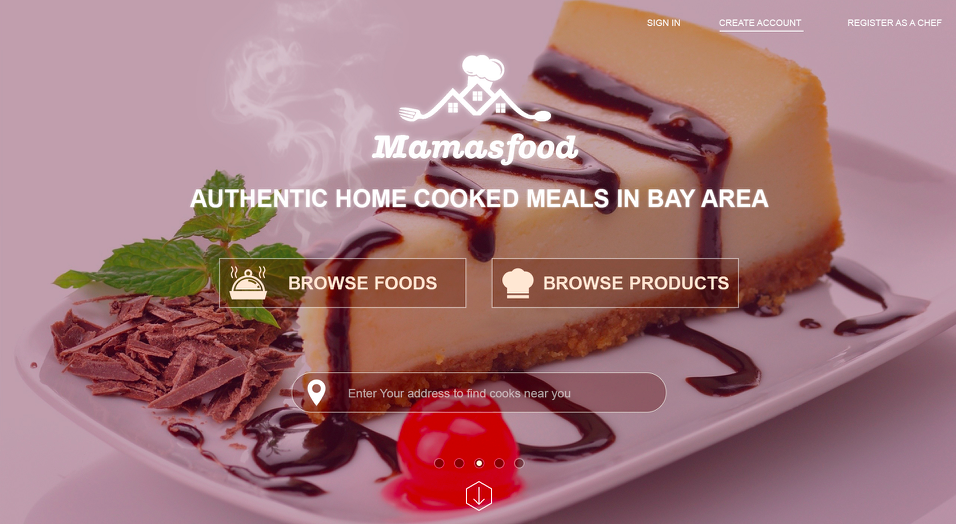 SIGN IN
CREATE ACCOUNT
REGISTER AS A CHEF
Mamasfood
AUTHENTIC HOME COOKED MEALS IN BAY AREA
BROWSE FOODS
BROWSE PRODUCTS
Enter Your address to find cooks near you